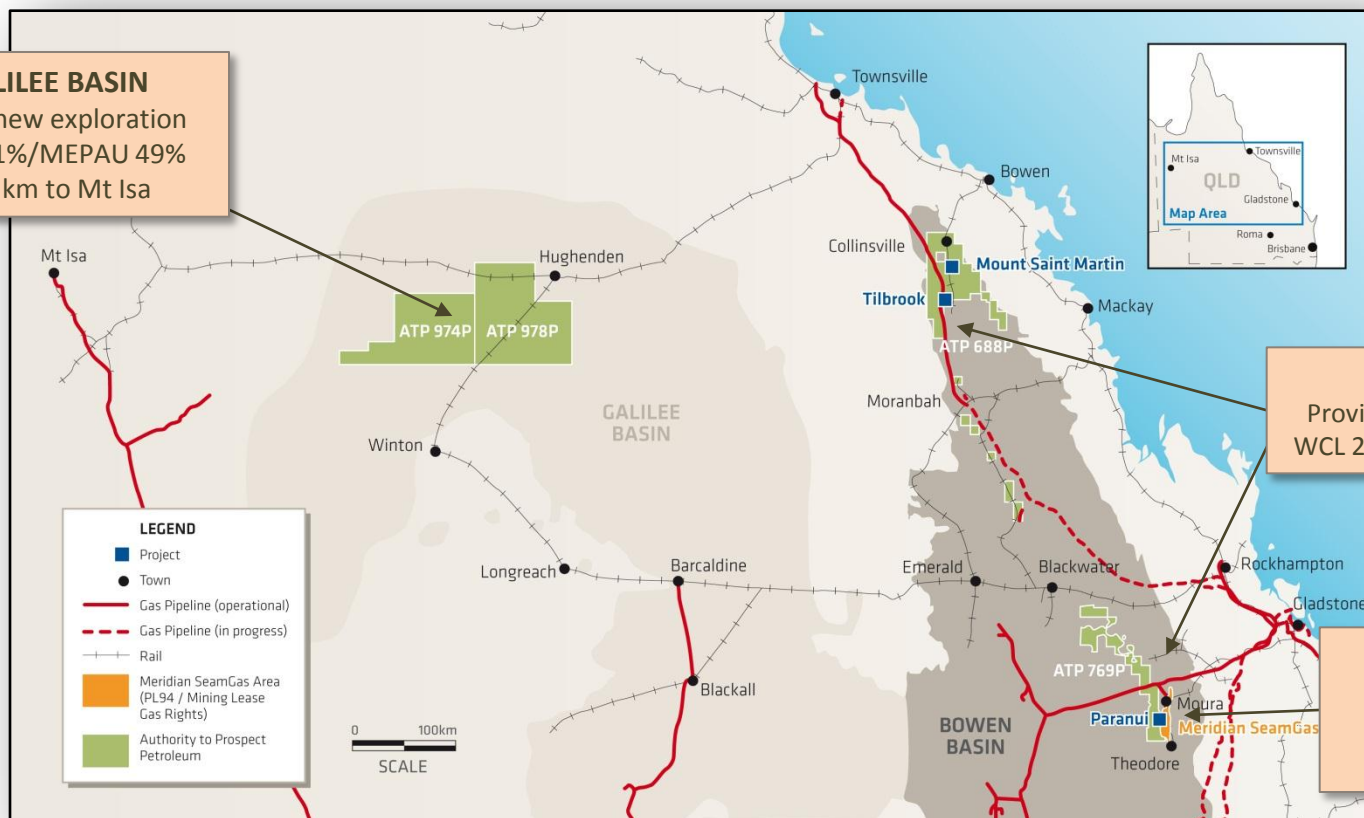 LILEE BASIN
new exploration
1%/MEPAU 49%
km to Mt Isa
Townsville
Bowen
Collinsville
Mount Saint Martin
Tilbrook
Mackay
Mt Isa
Hughenden
ATP 974P
ATP 978P
ATP 688P
Moranbah
GALILEE
BASIN
Winton
Provi
WCL 2
Longreach
Barcaldine
Emerald
Blackwater
Rockhampton
Gladstone
Blackall
ATP 769P
Moura
Paranui
Meridian SeamGas
BOWEN
BASIN
Theodore
LEGEND
Project
Town
Gas Pipeline (operational)
Gas Pipeline (in progress)
Rail
Meridian SeamGas Area
(PL94 / Mining Lease
Gas Rights)
Authority to Prospect
Petroleum
0 100km
SCALE
Mt Isa
Townsville
QLD
Gladstone
Map Area
Roma
Brisbane